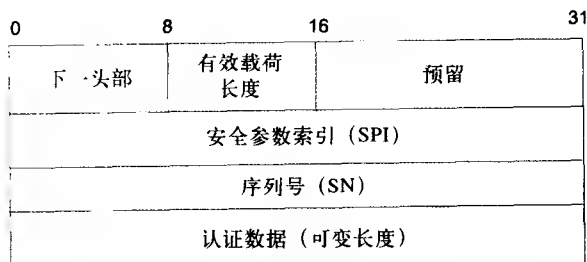 0 8 16 31
下一头部
有效载荷
长度
预留
安全参数索引（SPI）
序列号（SN）
认证数据（可变长度）